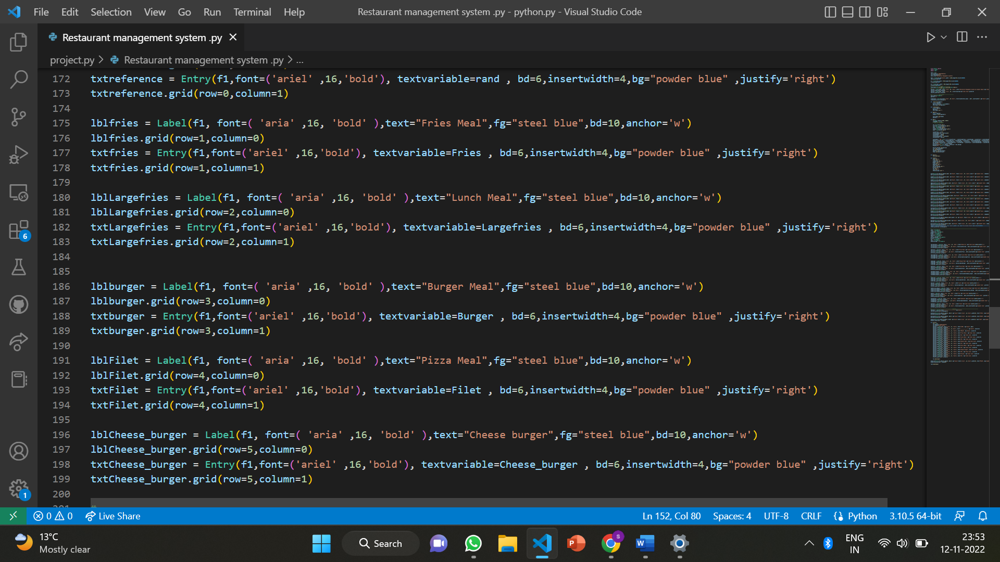 File Edit Selection View Go Run Terminal Help Restaurant management system .py - python.py - Visual Studio Code
Restaurant management system .py
project.py > Restaurant management system .py > ...
172 txtreference = Entry(f1,font=('ariel' ,16,'bold'), textvariable=rand , bd=6,insertwidth=4,bg="powder blue" ,justify='right')
173 txtreference.grid(row=0,column=1)
174
175 lblfries = Label(f1, font=( 'aria' ,16, 'bold' ),text="Fries Meal",fg="steel blue",bd=10,anchor='w')
176 lblfries.grid(row=1,column=0)
177 txtfries = Entry(f1,font=('ariel' ,16,'bold'), textvariable=Fries , bd=6,insertwidth=4,bg="powder blue" ,justify='right')
178 txtfries.grid(row=1,column=1)
179
180 lblLargefries = Label(f1, font=( 'aria' ,16, 'bold' ),text="Lunch Meal",fg="steel blue",bd=10,anchor='w')
181 lblLargefries.grid(row=2,column=0)
182 txtLargefries = Entry(f1,font=('ariel' ,16,'bold'), textvariable=Largefries , bd=6,insertwidth=4,bg="powder blue" ,justify='right')
183 txtLargefries.grid(row=2,column=1)
184
185
186 lblburger = Label(f1, font=( 'aria' ,16, 'bold' ),text="Burger Meal",fg="steel blue",bd=10,anchor='w')
187 lblburger.grid(row=3,column=0)
188 txtburger = Entry(f1,font=('ariel' ,16,'bold'), textvariable=Burger , bd=6,insertwidth=4,bg="powder blue" ,justify='right')
189 txtburger.grid(row=3,column=1)
190
191 lblFilet = Label(f1, font=( 'aria' ,16, 'bold' ),text="Pizza Meal",fg="steel blue",bd=10,anchor='w')
192 lblFilet.grid(row=4,column=0)
193 txtFilet = Entry(f1,font=('ariel' ,16,'bold'), textvariable=Filet , bd=6,insertwidth=4,bg="powder blue" ,justify='right')
194 txtFilet.grid(row=4,column=1)
195
196 lblCheese_burger = Label(f1, font=( 'aria' ,16, 'bold' ),text="Cheese burger",fg="steel blue",bd=10,anchor='w')
197 lblCheese_burger.grid(row=5,column=0)
198 txtCheese_burger = Entry(f1,font=('ariel' ,16,'bold'), textvariable=Cheese_burger , bd=6,insertwidth=4,bg="powder blue" ,justify='right')
199 txtCheese_burger.grid(row=5,column=1)
200
201 #
6
1
0 0 Live Share Ln 152, Col 80 Spaces: 4 UTF-8 CRLF Python 3.10.5 64-bit
13°C
Mostly clear
Search
S
P
W
ENG
IN
23:53
12-11-2022